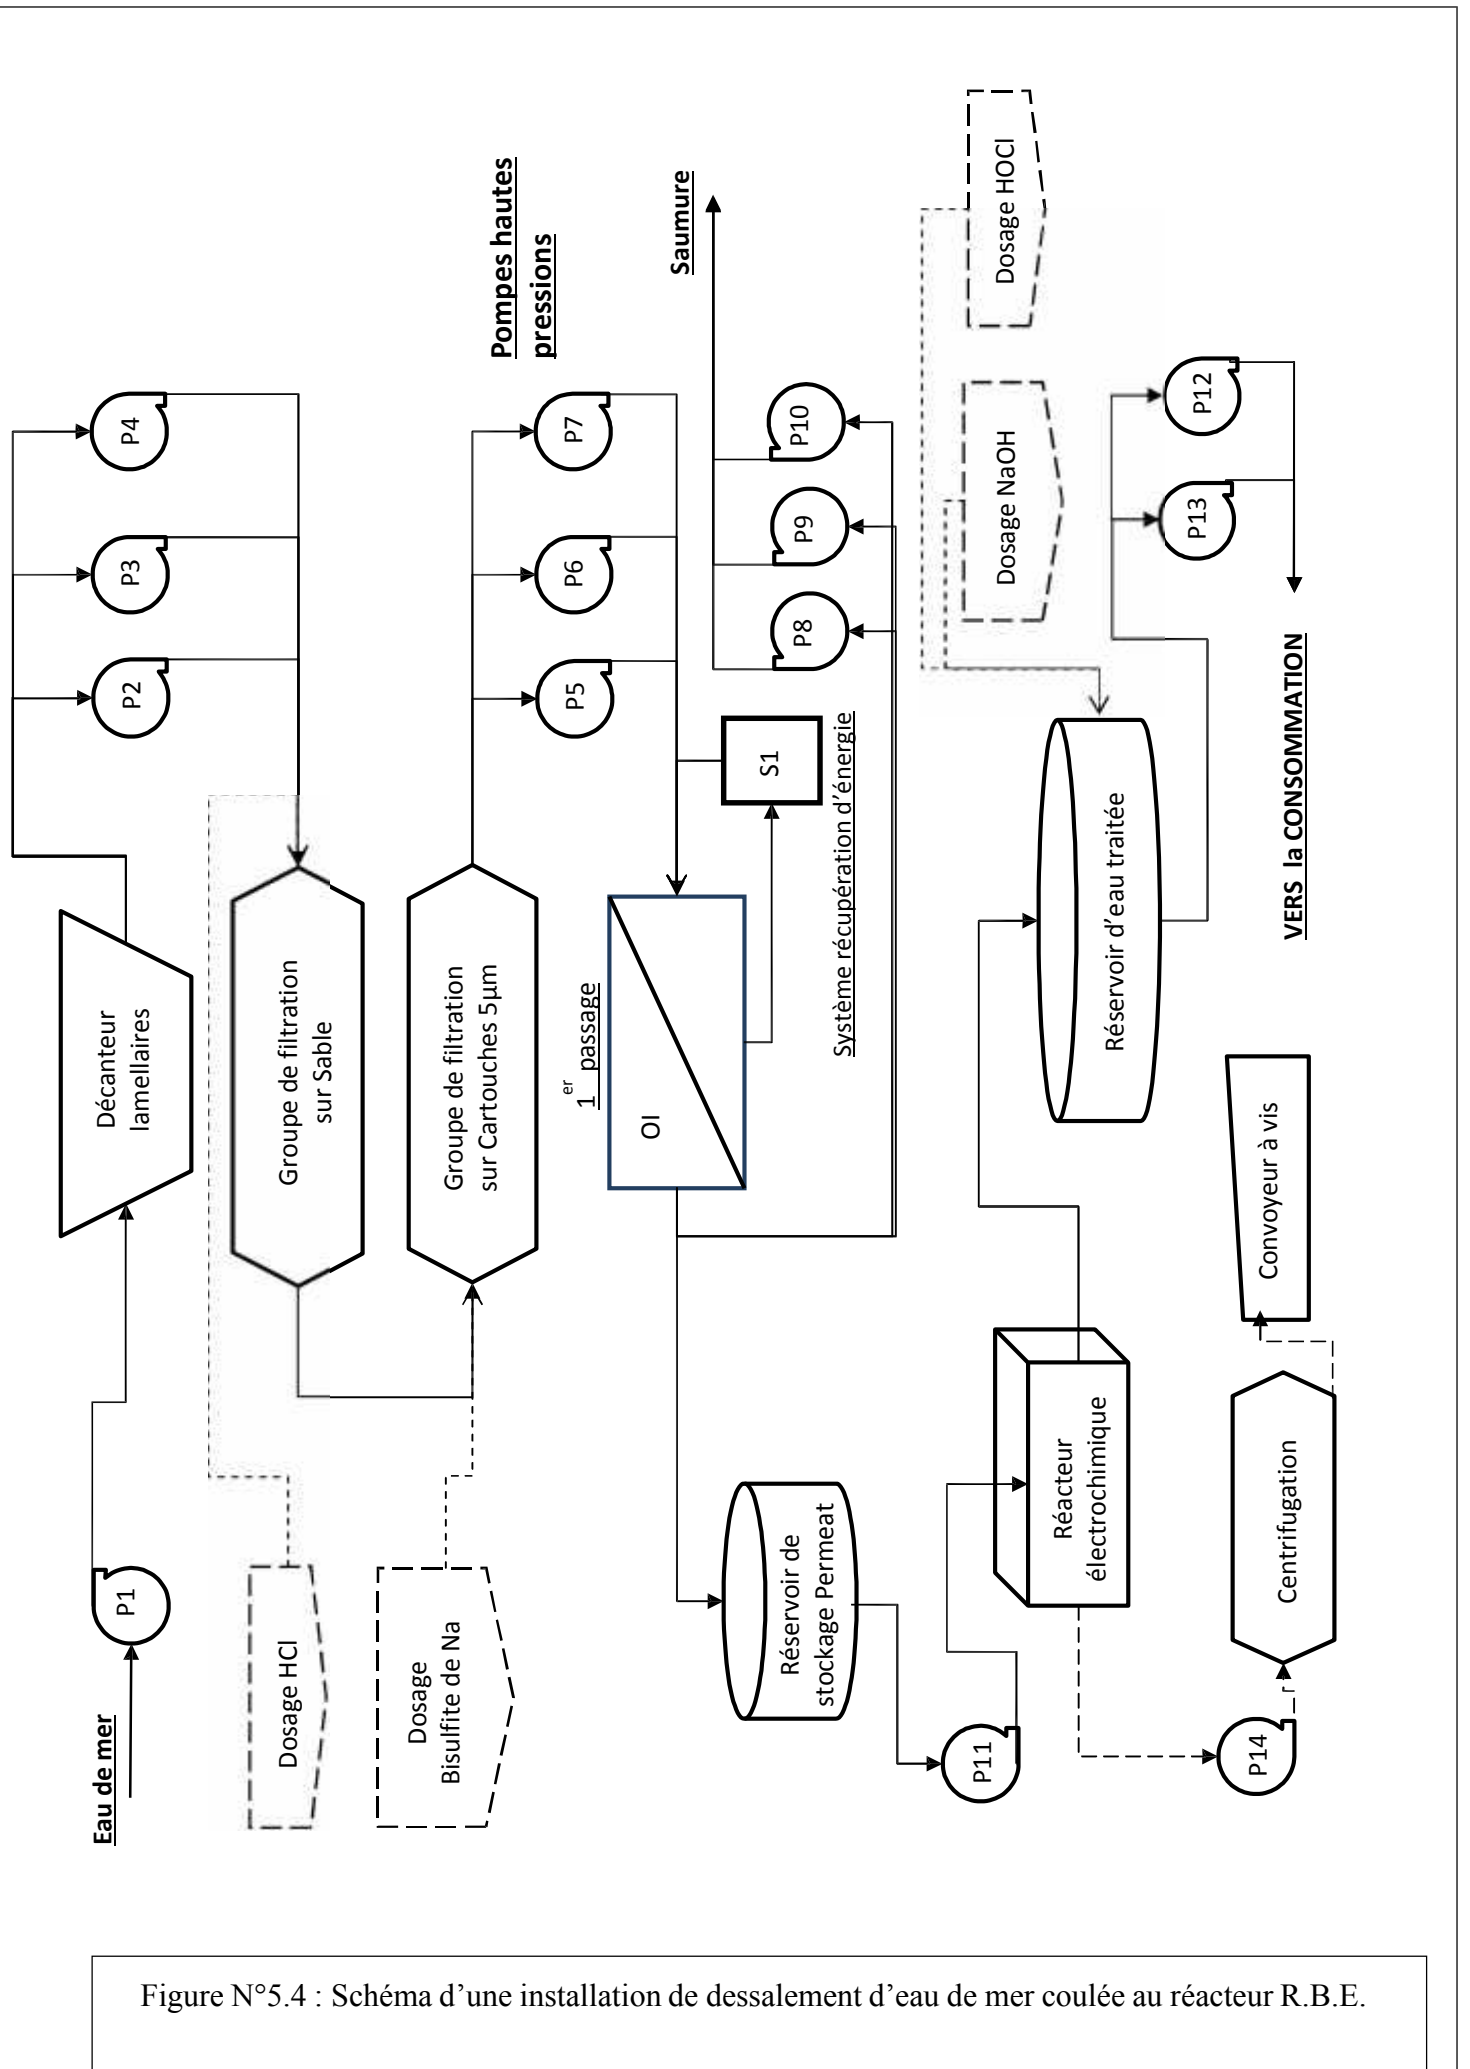 Eau de mer
P1
Décanteur
lamellaires
P2
P3
P4
Dosage HCl
Groupe de filtration
sur Sable
Dosage
Bisulfite de Na
Groupe de filtration
sur Cartouches 5µm
P5
P6
P7
Pompes hautes
pressions
1er passage
OI
S1
Système récupération d’énergie
P8
P9
P10
Saumure
Réservoir de
stockage Permeat
P11
Réacteur
électrochimique
Réservoir d’eau traitée
Dosage NaOH
Dosage HOCl
P13
P12
VERS la CONSOMMATION
P14
Centrifugation
Convoyeur à vis
Figure N°5.4 : Schéma d’une installation de dessalement d’eau de mer coulée au réacteur R.B.E.